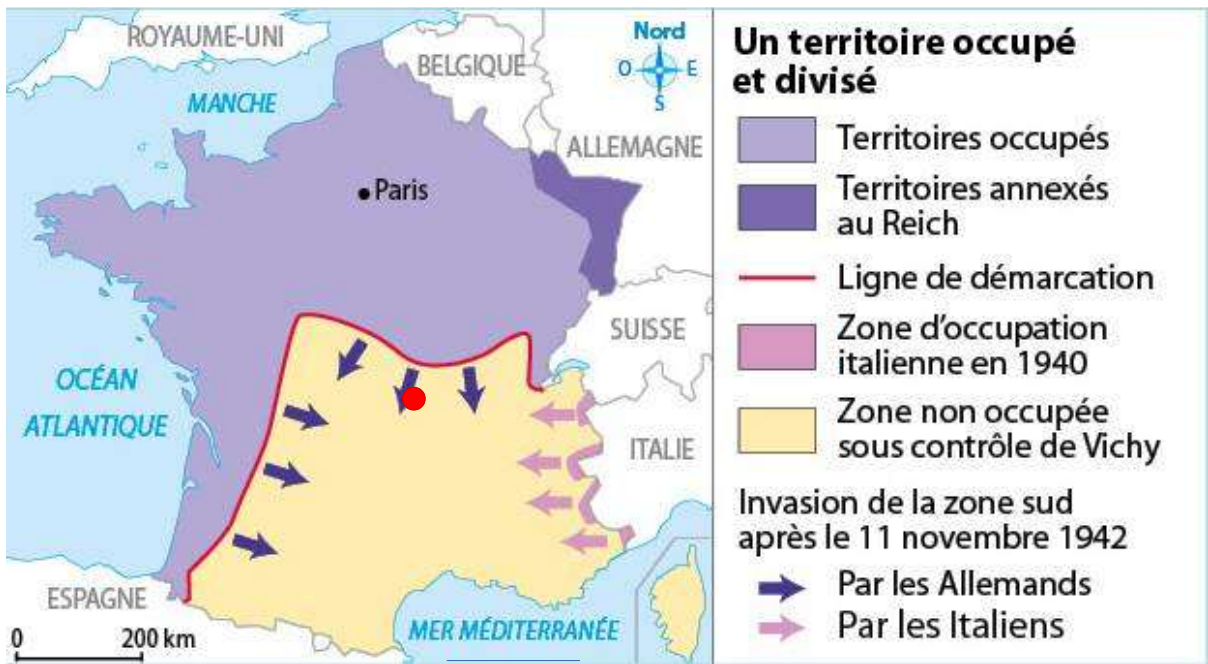 ROYAUME-UNI
BELGIQUE
Nord
O
E
S
MANCHE
ALLEMAGNE
Paris
SUISSE
OCÉAN
ATLANTIQUE
ITALIE
ESPAGNE
0
200 km
MER MÉDITERRANÉE
Un territoire occupé
et divisé
Territoires occupés
Territoires annexés
au Reich
Ligne de démarcation
Zone d'occupation
italienne en 1940
Zone non occupée
sous contrôle de Vichy
Invasion de la zone sud
après le 11 novembre 1942
Par les Allemands
Par les Italiens